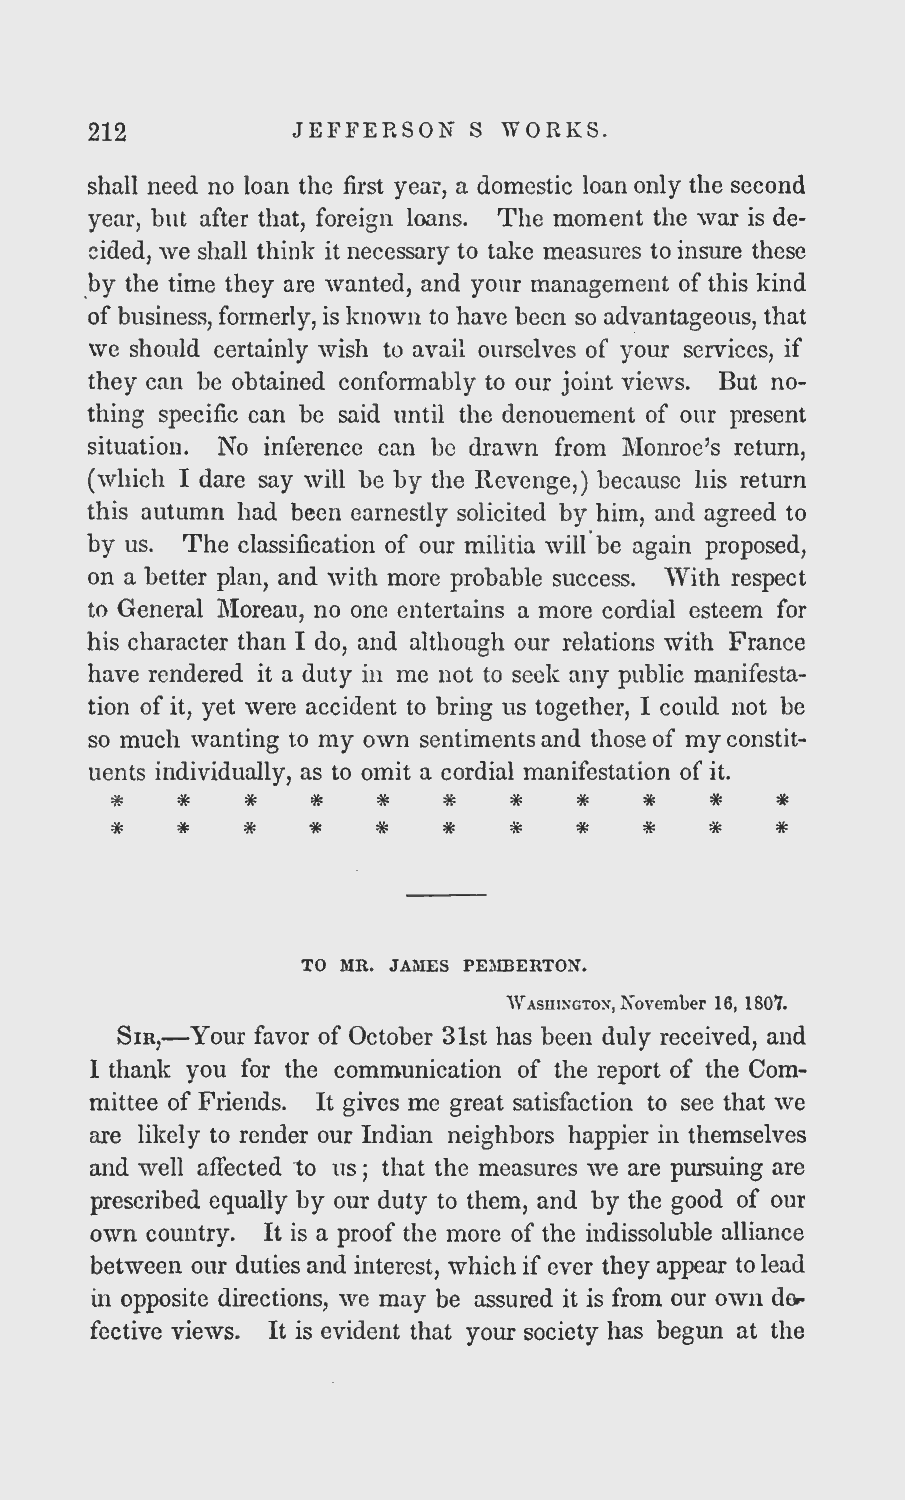 212 JEFFERSON S WORKS.
shall need no loan the first year, a domestic loan only the second
year, but after that, foreign loans. The moment the war is de-
cided, we shall think it necessary to take measures to insure these
by the time they are wanted, and your management of this kind
of business, formerly, is known to have been so advantageous, that
we should certainly wish to avail ourselves of your services, if
they can be obtained conformably to our joint views. But no-
thing specific can be said until the denouement of our present
situation. No inference can be drawn from Monroe's return,
(which I dare say will be by the Revenge,) because his return
this autumn had been earnestly solicited by him, and agreed to
by us. The classification of our militia will be again proposed,
on a better plan, and with more probable success. With respect
to General Moreau, no one entertains a more cordial esteem for
his character than I do, and although our relations with France
have rendered it a duty in me not to seek any public manifesta-
tion of it, yet were accident to bring us together, I could not be
so much wanting to my own sentiments and those of my constit-
uents individually, as to omit a cordial manifestation of it.
* * * * * * * * * * *
* * * * * * * * * * *
TO MR. JAMES PEMBERTON.
WASHINGTON, November 16, 1807.
SIR,—Your favor of October 31st has been duly received, and
I thank you for the communication of the report of the Com-
mittee of Friends. It gives me great satisfaction to see that we
are likely to render our Indian neighbors happier in themselves
and well affected to us; that the measures we are pursuing are
prescribed equally by our duty to them, and by the good of our
own country. It is a proof the more of the indissoluble alliance
between our duties and interest, which if ever they appear to lead
in opposite directions, we may be assured it is from our own de-
fective views. It is evident that your society has begun at the